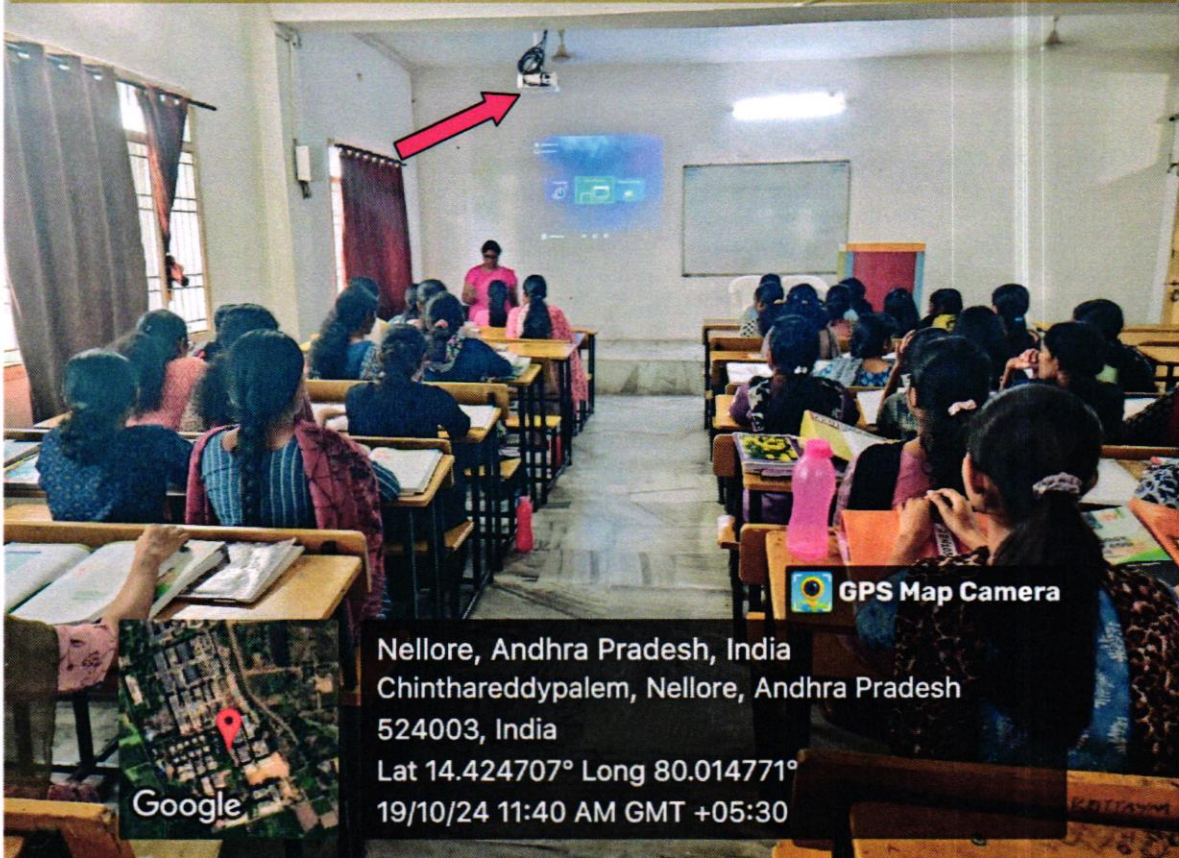 GPS Map Camera
Nellore, Andhra Pradesh, India
Chinthareddypalem, Nellore, Andhra Pradesh
524003, India
Lat 14.424707° Long 80.014771°
19/10/24 11:40 AM GMT +05:30
Google
KOTTAYAM